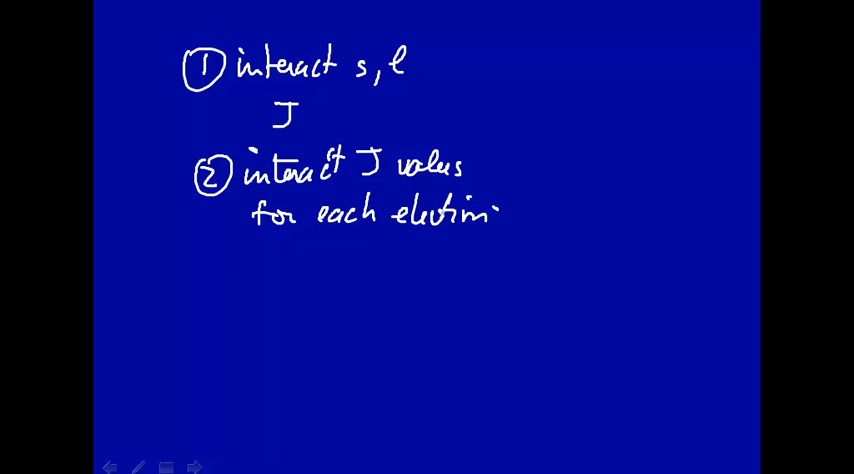 ① interact s, l
J
② interact J values
for each electron